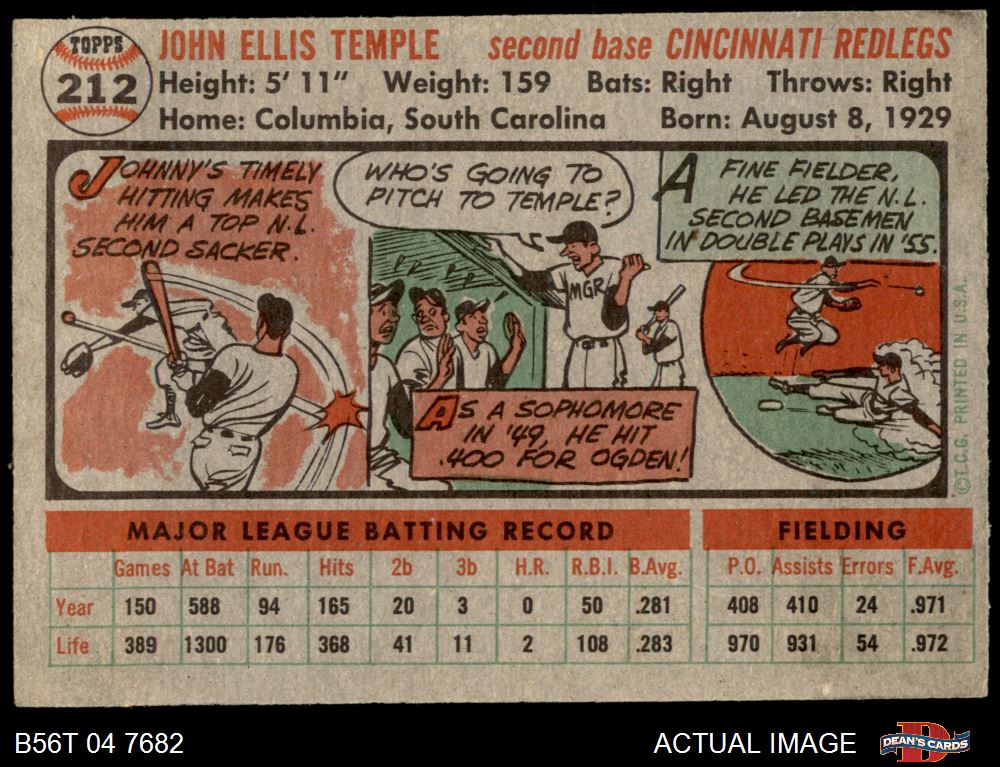 TOPPS
212
JOHN ELLIS TEMPLE second base CINCINNATI REDLEGS
Height: 5' 11" Weight: 159 Bats: Right Throws: Right
Home: Columbia, South Carolina Born: August 8, 1929
JOHNNY'S TIMELY
HITTING MAKES
HIM A TOP N.L.
SECOND SACKER.
WHO'S GOING TO
PITCH TO TEMPLE?
MGR
AS A SOPHOMORE
IN '49, HE HIT
.400 FOR OGDEN!
A FINE FIELDER,
HE LED THE N.L.
SECOND BASEMEN
IN DOUBLE PLAYS IN '55.
©T.C.G. PRINTED IN U.S.A.
MAJOR LEAGUE BATTING RECORD FIELDING
Games At Bat Run. Hits 2b 3b H.R. R.B.I. B.Avg. P.O. Assists Errors F.Avg.
Year 150 588 94 165 20 3 0 50 .281 408 410 24 .971
Life 389 1300 176 368 41 11 2 108 .283 970 931 54 .972
B56T 04 7682 ACTUAL IMAGE DEAN'S CARDS